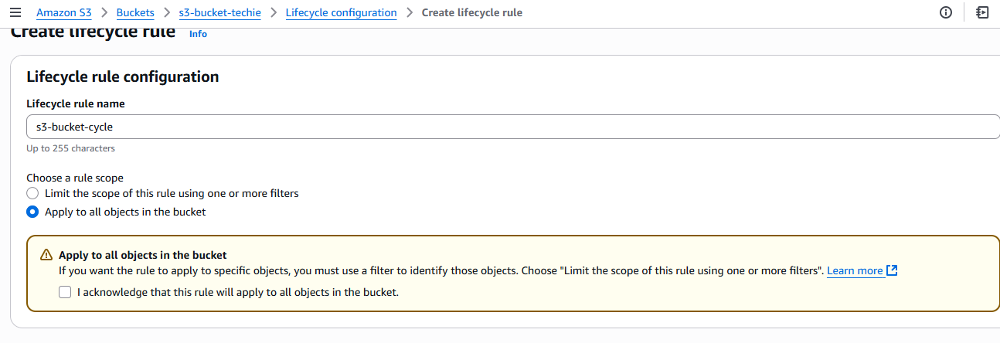 Amazon S3 > Buckets > s3-bucket-techie > Lifecycle configuration > Create lifecycle rule
Create lifecycle rule Info
Lifecycle rule configuration
Lifecycle rule name
s3-bucket-cycle
Up to 255 characters
Choose a rule scope
Limit the scope of this rule using one or more filters
Apply to all objects in the bucket
Apply to all objects in the bucket
If you want the rule to apply to specific objects, you must use a filter to identify those objects. Choose "Limit the scope of this rule using one or more filters". Learn more
I acknowledge that this rule will apply to all objects in the bucket.